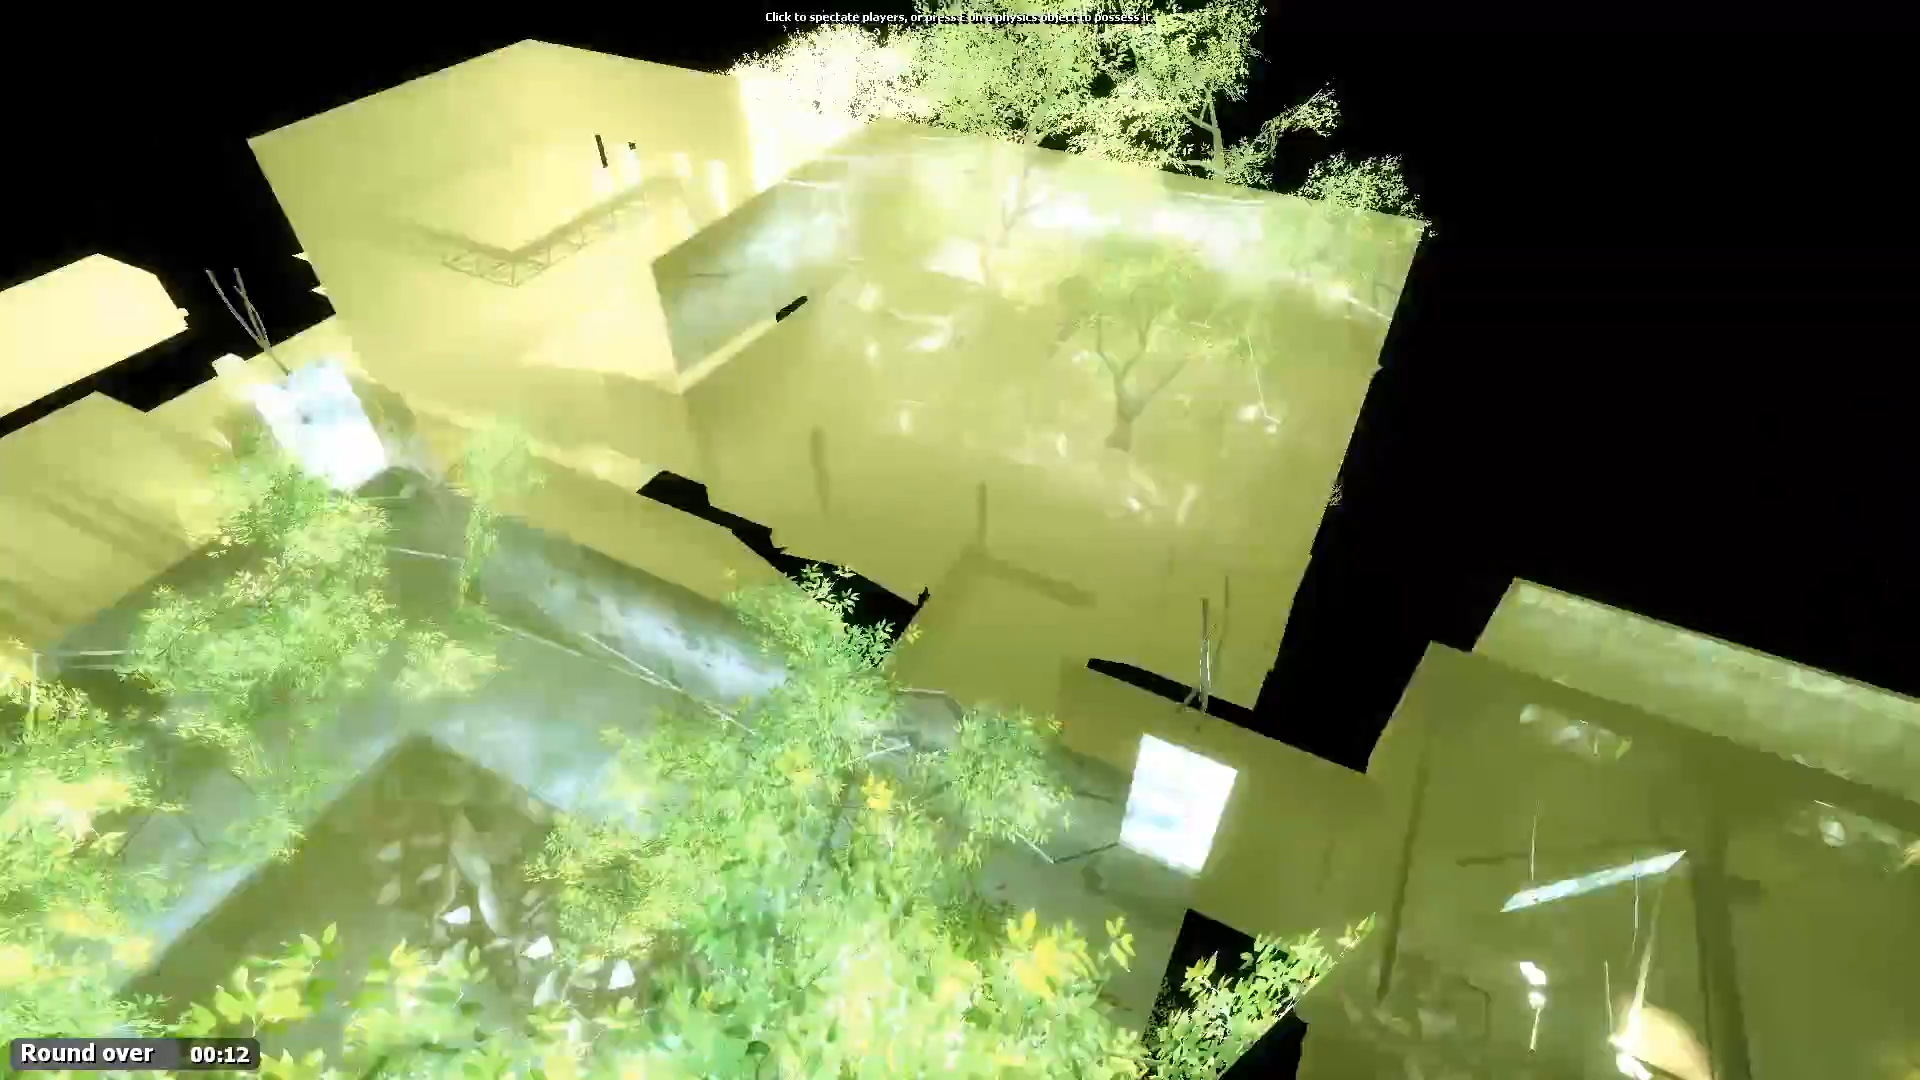 Click to spectate players, or press E on a physics object to possess it.
Round over 00:12